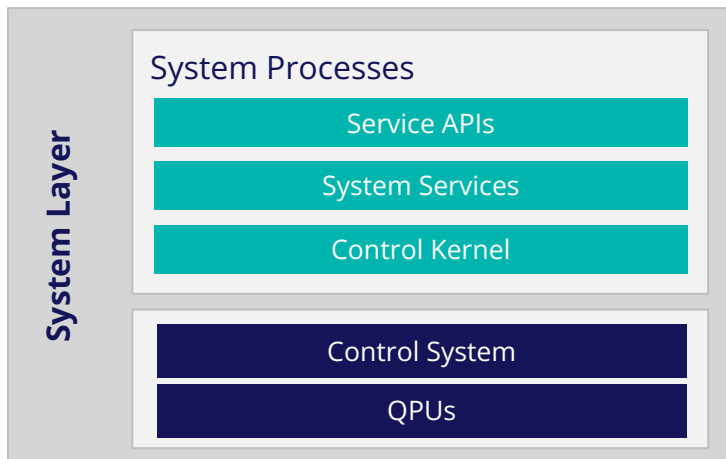 System Layer
System Processes
Service APIs
System Services
Control Kernel
Control System
QPUs